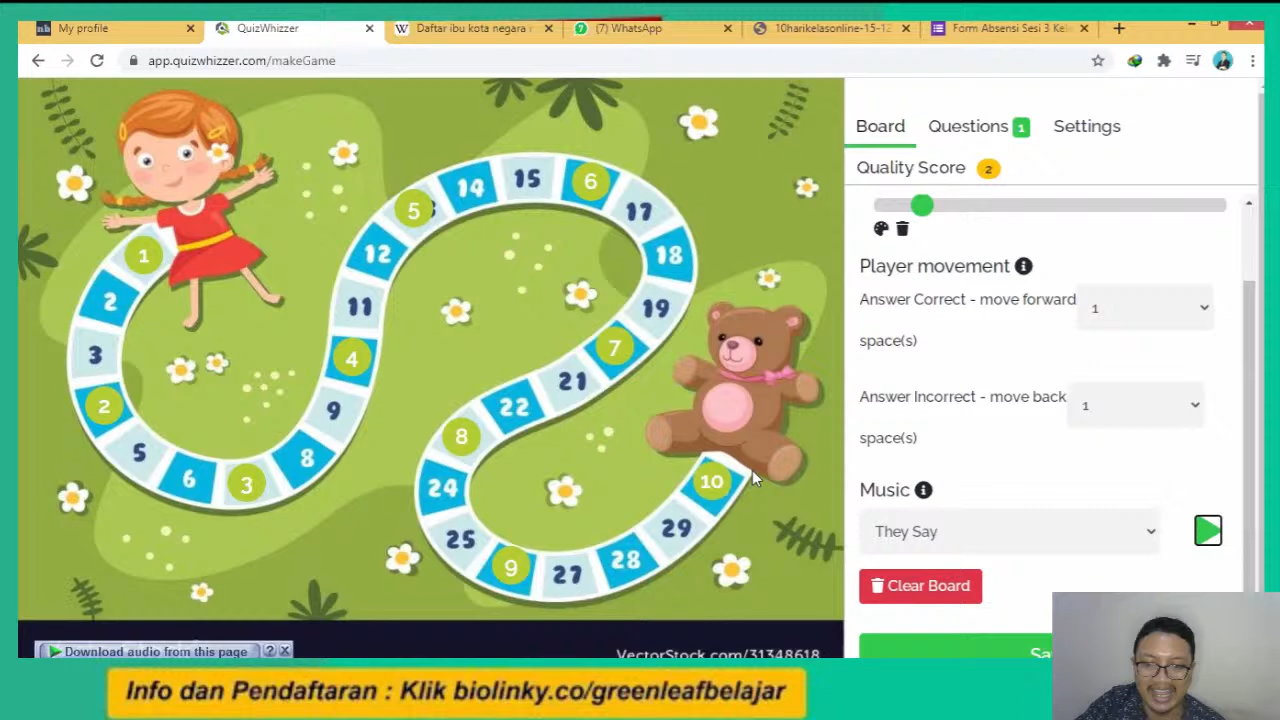 My profile
QuizWhizzer
Daftar ibu kota negara
(7) WhatsApp
10harikelasonline-15-12
Form Absensi Sesi 3 Kel
app.quizwhizzer.com/makeGame
Board
Questions 1
Settings
Quality Score 2
Player movement
Answer Correct - move forward 1
space(s)
Answer Incorrect - move back 1
space(s)
Music
They Say
Clear Board
1
2
3
2
5
6
3
8
9
4
11
12
5
14
15
6
17
18
19
7
21
22
8
24
25
9
27
28
29
10
Download audio from this page ?
VectorStock.com/31348618
Info dan Pendaftaran : Klik biolinky.co/greenleafbelajar